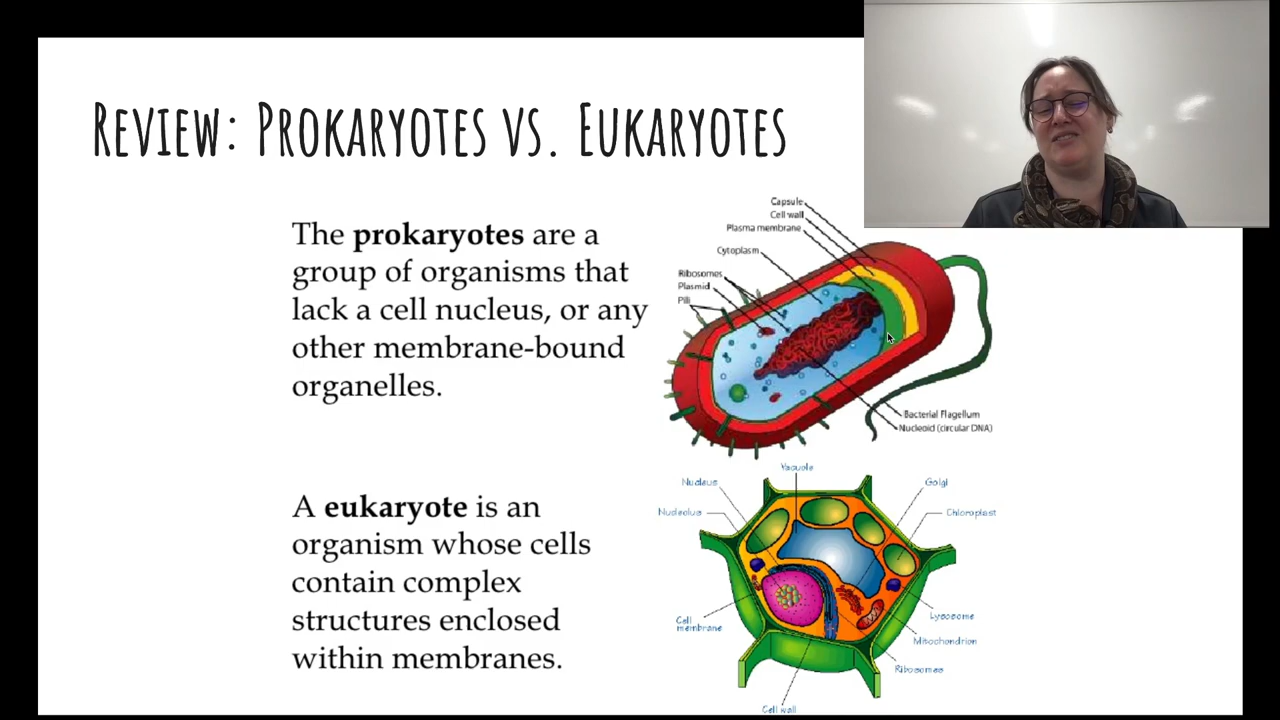 REVIEW: PROKARYOTES VS. EUKARYOTES
The prokaryotes are a
group of organisms that
lack a cell nucleus, or any
other membrane-bound
organelles.
Capsule
Cell wall
Plasma membrane
Cytoplasm
Ribosomes
Plasmid
Pili
Bacterial Flagellum
Nucleoid (circular DNA)
A eukaryote is an
organism whose cells
contain complex
structures enclosed
within membranes.
Vacuole
Nucleus
Golgi
Nucleolus
Chloroplast
Cell
membrane
Lysosome
Mitochondrion
Ribosomes
Cell wall